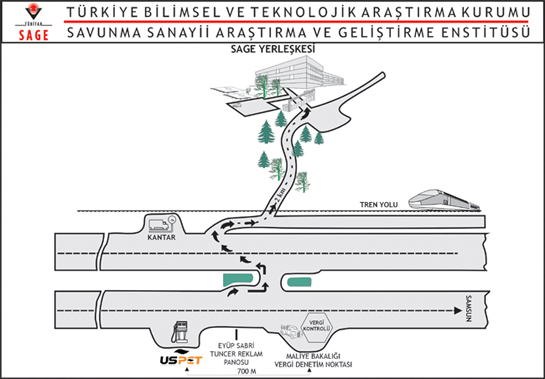 TÜRKİYE BİLİMSEL VE TEKNOLOJİK ARAŞTIRMA KURUMU
TÜBİTAK
SAGE
SAVUNMA SANAYİİ ARAŞTIRMA VE GELİŞTİRME ENSTİTÜSÜ
SAGE YERLEŞKESİ
2 km
TREN YOLU
KANTAR
SAMSUN
VERGİ
KONTROLÜ
USPET
EYÜP SABRİ
TUNCER REKLAM
PANOSU
700 M
MALİYE BAKALIĞI
VERGİ DENETİM NOKTASI